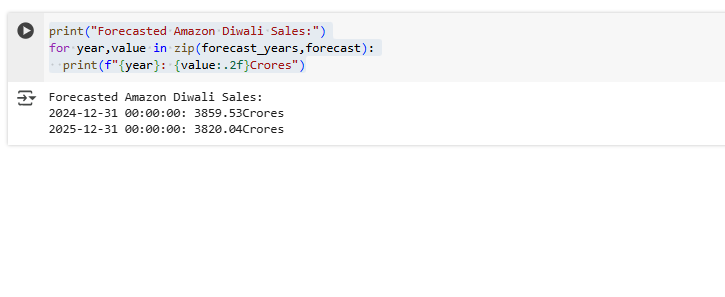 print("Forecasted Amazon Diwali Sales:")
for year,value in zip(forecast_years,forecast):
  print(f"{year}: {value:.2f}Crores")
Forecasted Amazon Diwali Sales:
2024-12-31 00:00:00: 3859.53Crores
2025-12-31 00:00:00: 3820.04Crores